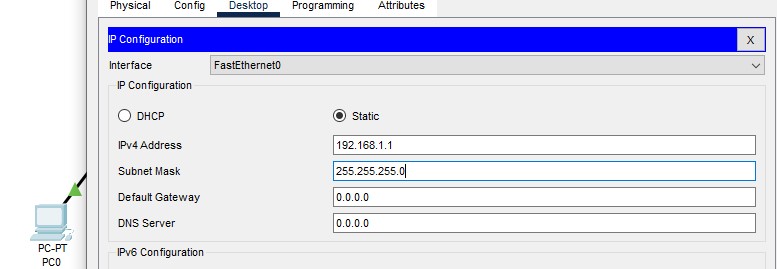 Physical Config Desktop Programming Attributes
IP Configuration X
Interface FastEthernet0
IP Configuration
DHCP Static
IPv4 Address 192.168.1.1
Subnet Mask 255.255.255.0
Default Gateway 0.0.0.0
DNS Server 0.0.0.0
IPv6 Configuration
PC-PT
PC0